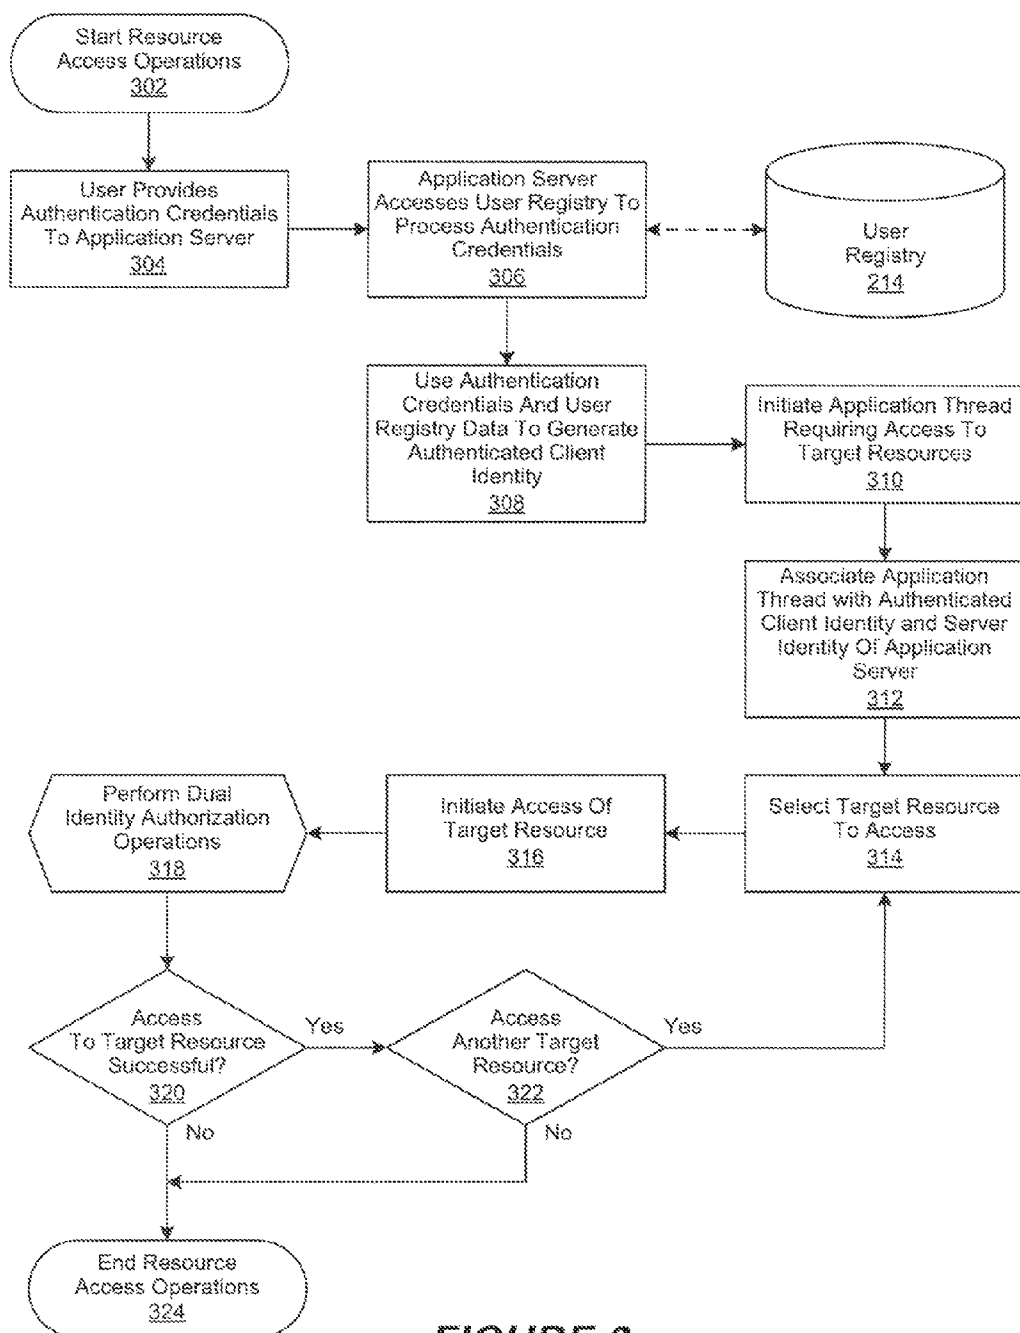 Start Resource
Access Operations
302
User Provides
Authentication Credentials
To Application Server
304
Application Server
Accesses User Registry To
Process Authentication
Credentials
306
User
Registry
214
Use Authentication
Credentials And User
Registry Data To Generate
Authenticated Client
Identity
308
Initiate Application Thread
Requiring Access To
Target Resources
310
Associate Application
Thread with Authenticated
Client Identity and Server
Identity Of Application
Server
312
Perform Dual
Identity Authorization
Operations
318
Initiate Access Of
Target Resource
316
Select Target Resource
To Access
314
Access
To Target Resource
Successful?
320
Yes
No
Access
Another Target
Resource?
322
Yes
No
End Resource
Access Operations
324